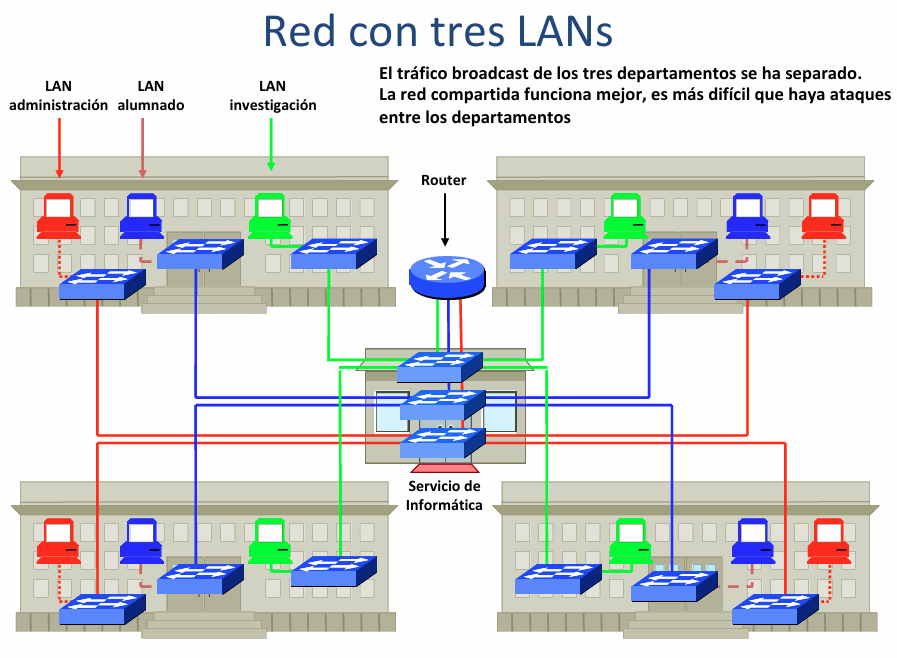 Red con tres LANs
El tráfico broadcast de los tres departamentos se ha separado.
La red compartida funciona mejor, es más difícil que haya ataques
entre los departamentos
LAN
administración
LAN
alumnado
LAN
investigación
Router
Servicio de
Informática